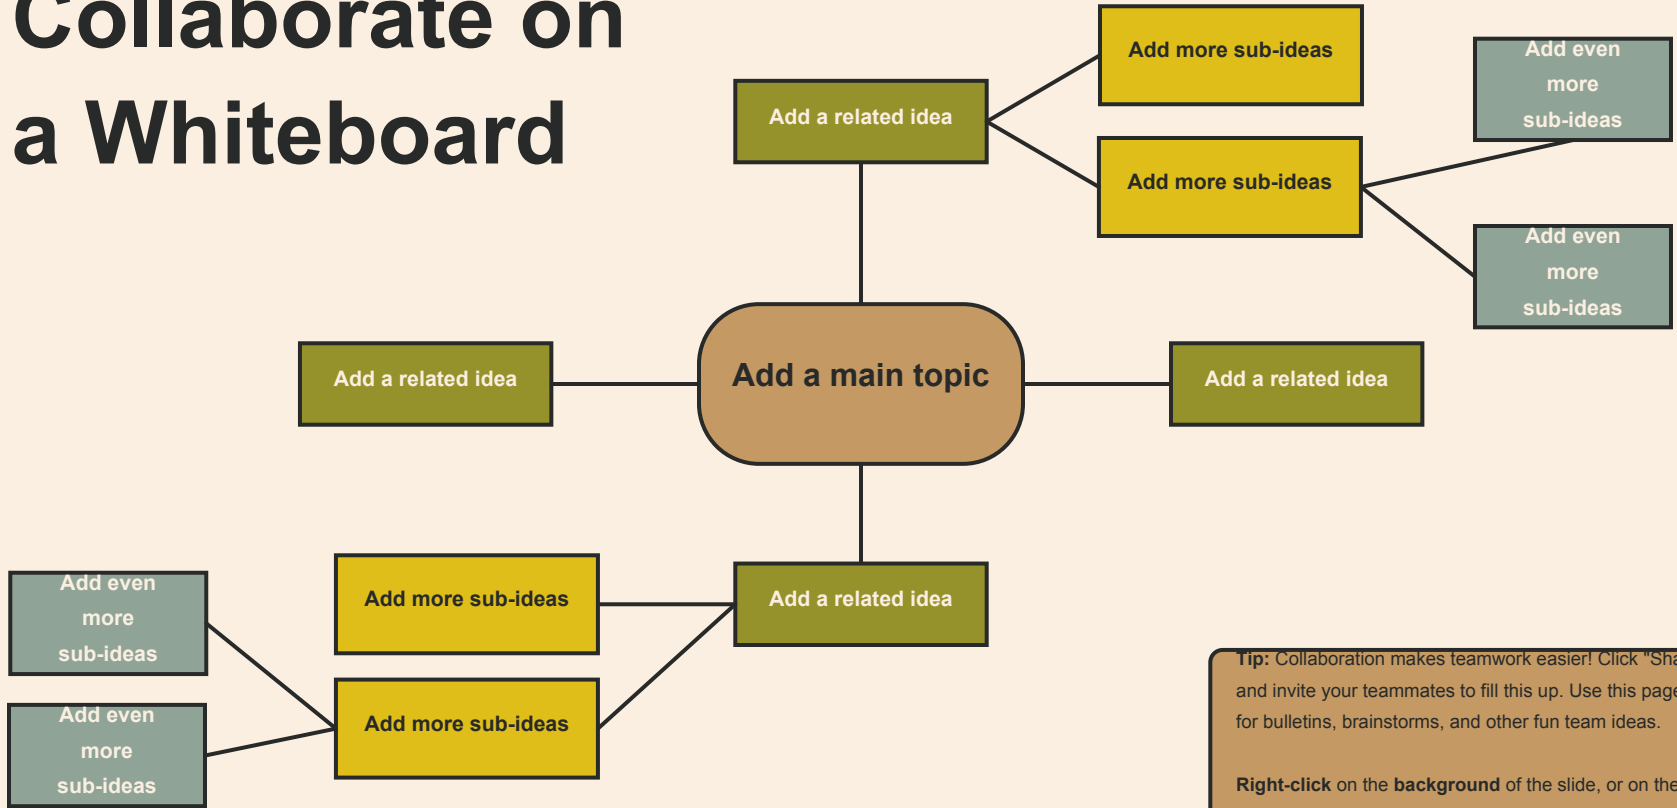 Collaborate on
a Whiteboard
Add more sub-ideas
Add even
more
sub-ideas
Add a related idea
Add more sub-ideas
Add even
more
sub-ideas
Add a related idea
Add a main topic
Add a related idea
Add even
more
sub-ideas
Add more sub-ideas
Add a related idea
Add even
more
sub-ideas
Add more sub-ideas
Tip: Collaboration makes teamwork easier! Click "Sha
and invite your teammates to fill this up. Use this page
for bulletins, brainstorms, and other fun team ideas.
Right-click on the background of the slide, or on the